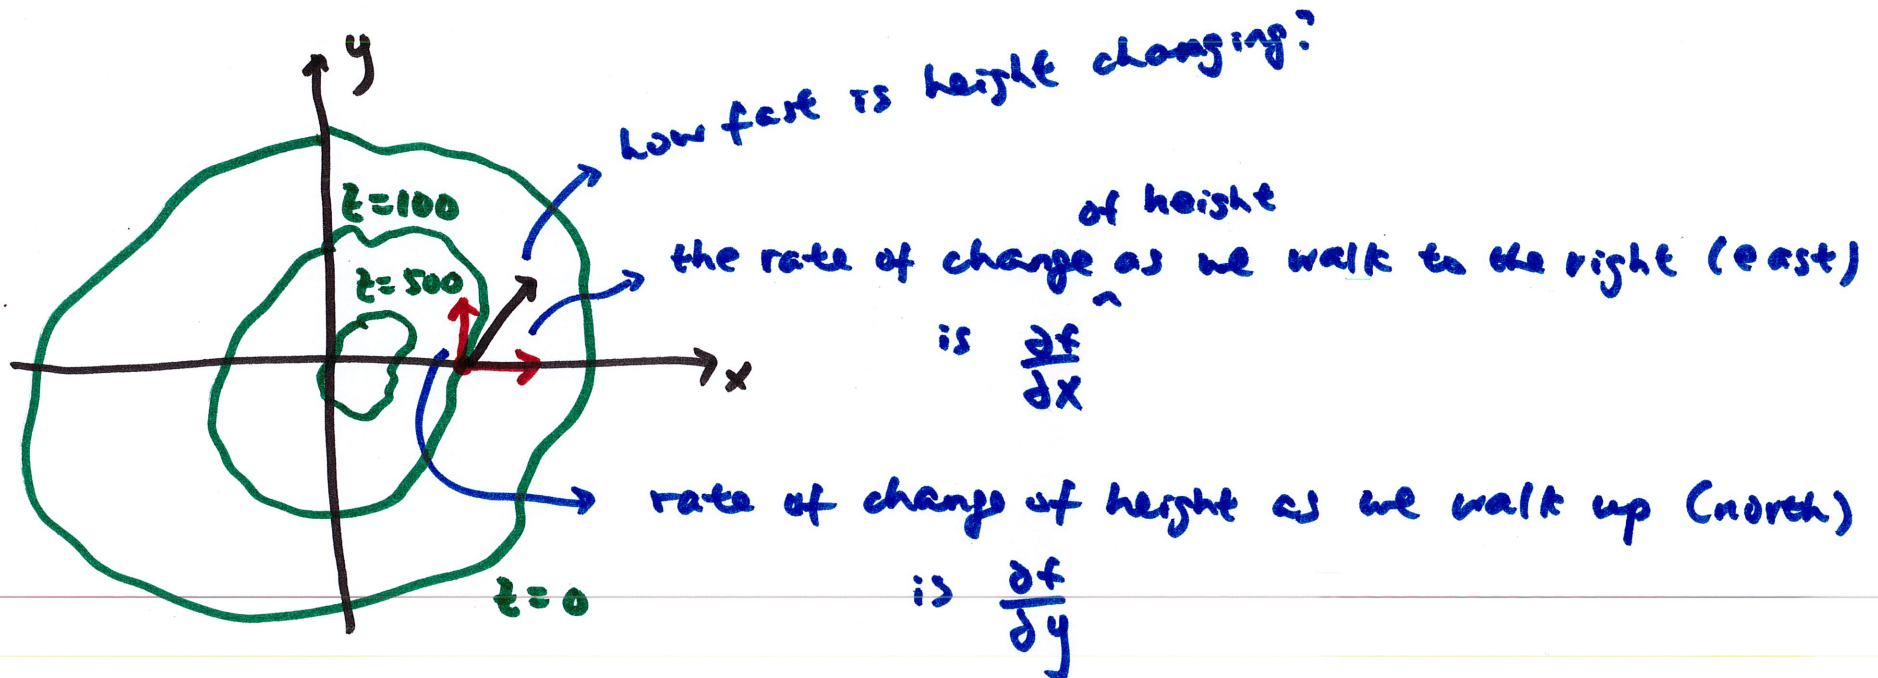 y
how fast is height changing?
z=100
of height
the rate of change ^ as we walk to the right (east)
z=500
is ∂f/∂x
x
rate of change of height as we walk up (north)
z=0
is ∂f/∂y